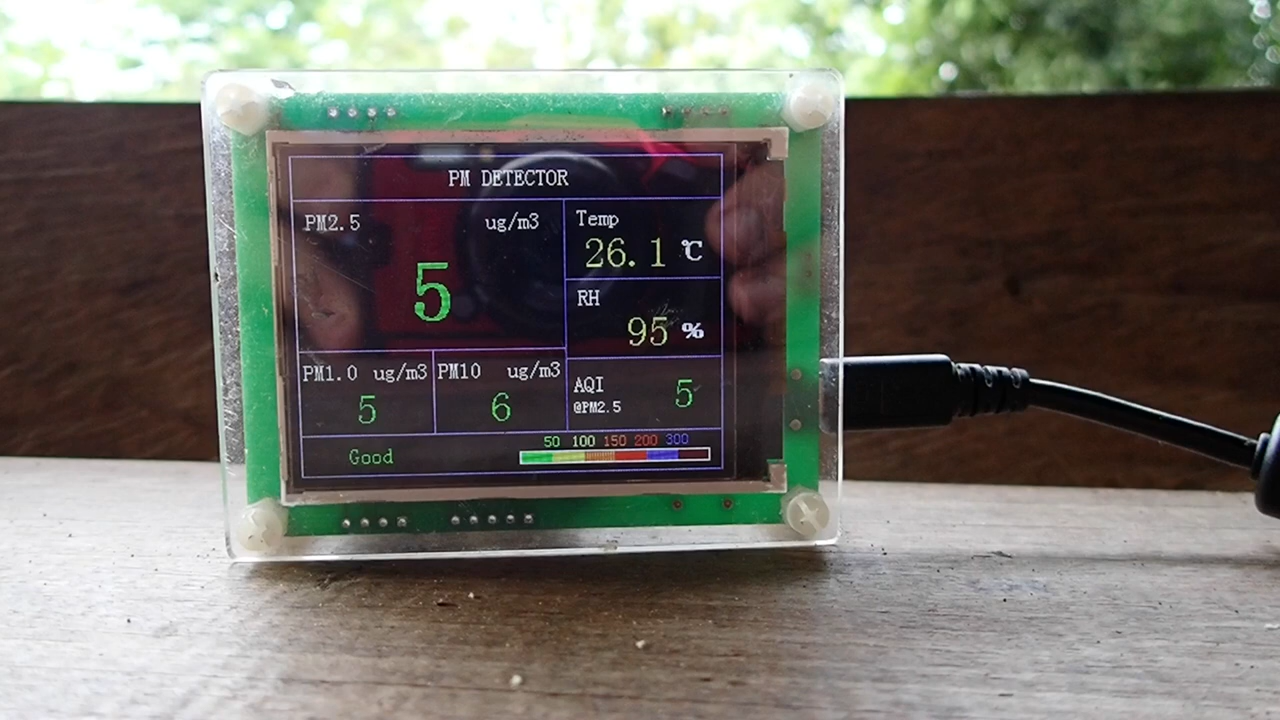 PM DETECTOR
PM2.5 ug/m3
5
Temp
26.1 ℃
RH
95 %
PM1.0 ug/m3
5
PM10 ug/m3
6
AQI
@PM2.5
5
Good
50 100 150 200 300